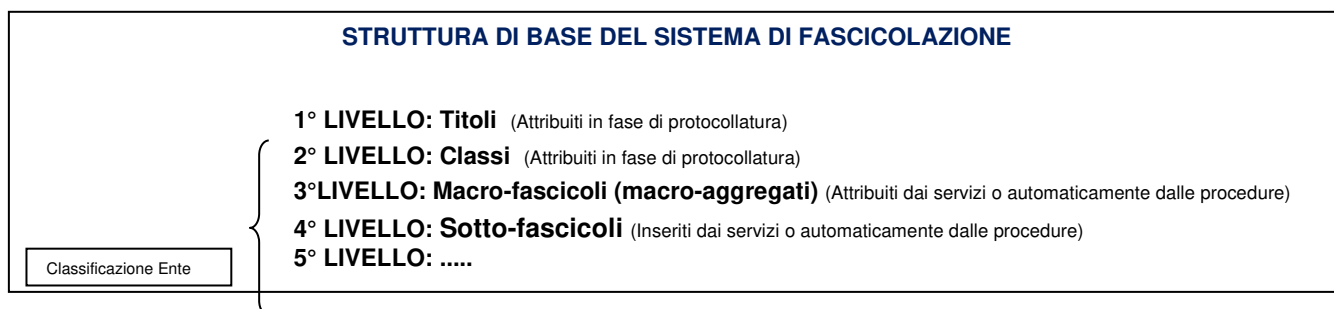 STRUTTURA DI BASE DEL SISTEMA DI FASCICOLAZIONE
1° LIVELLO: Titoli (Attribuiti in fase di protocollatura)
2° LIVELLO: Classi (Attribuiti in fase di protocollatura)
3°LIVELLO: Macro-fascicoli (macro-aggregati) (Attribuiti dai servizi o automaticamente dalle procedure)
4° LIVELLO: Sotto-fascicoli (Inseriti dai servizi o automaticamente dalle procedure)
5° LIVELLO: .....
Classificazione Ente